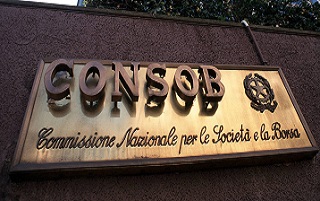 CONSOB
Commissione Nazionale per le Società e la Borsa